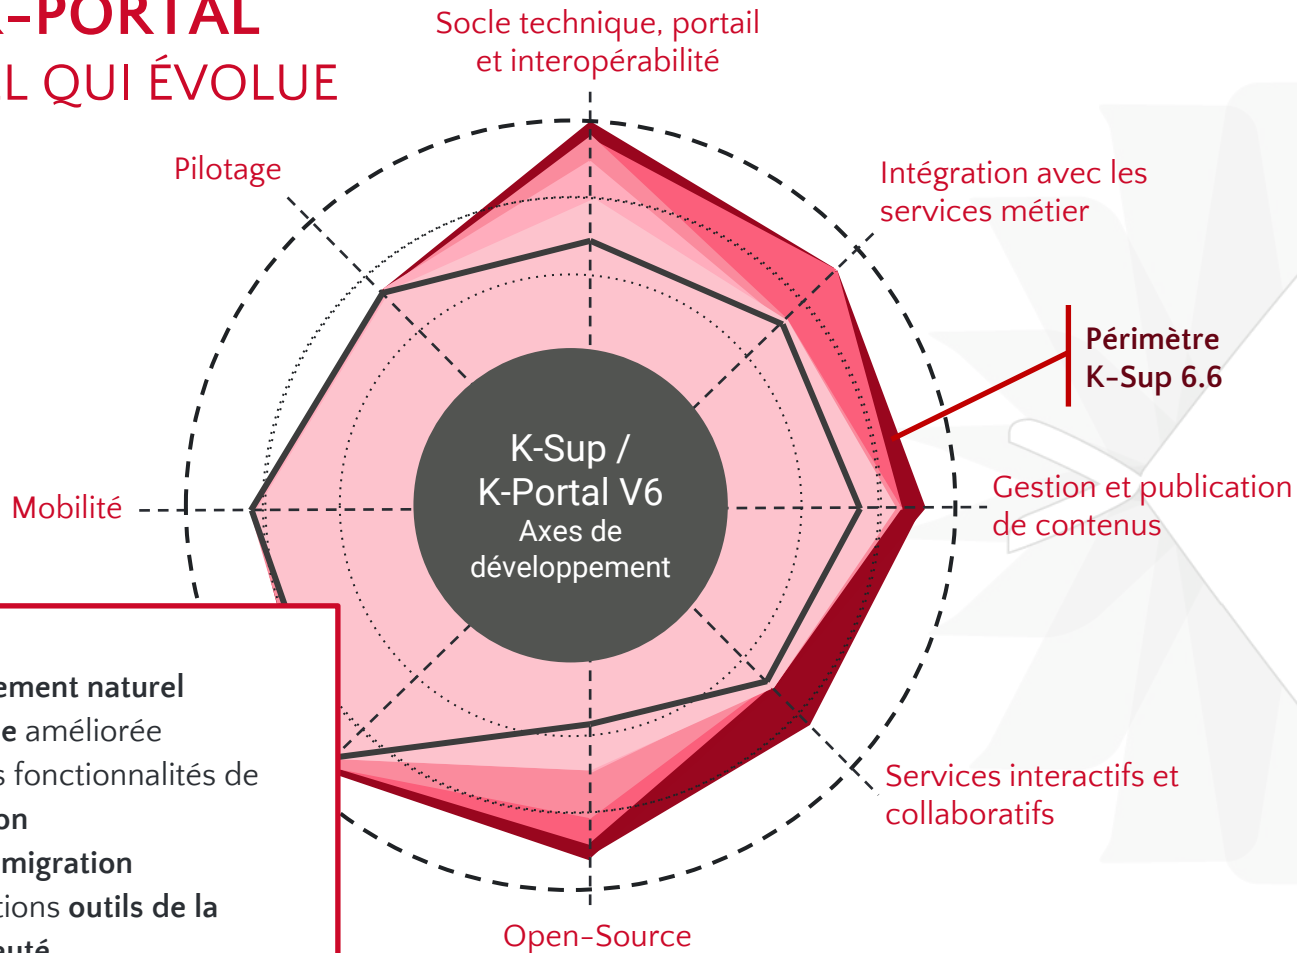 K-PORTAL
L QUI ÉVOLUE
Socle technique, portail
et interopérabilité
Pilotage
Intégration avec les
services métier
Périmètre
K-Sup 6.6
K-Sup /
K-Portal V6
Axes de
développement
Mobilité
Gestion et publication
de contenus
Services interactifs et
collaboratifs
Open-Source
ement naturel
e améliorée
s fonctionnalités de
on
migration
tions outils de la
auté